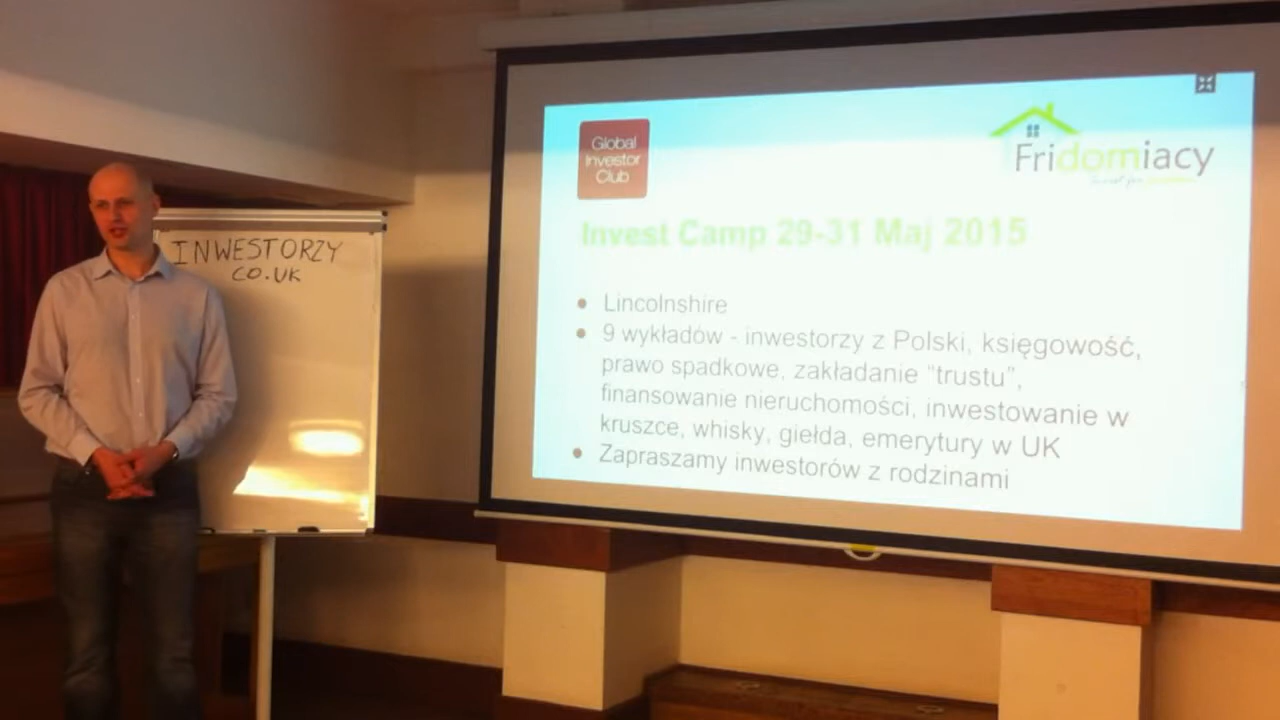 INWESTORZY
CO.UK
Global
Investor
Club
Fridomiacy
Invest Camp 29-31 Maj 2015
Lincolnshire
9 wykładów - inwestorzy z Polski, księgowość,
prawo spadkowe, zakładanie "trustu",
finansowanie nieruchomości, inwestowanie w
kruszce, whisky, giełda, emerytury w UK
Zapraszamy inwestorów z rodzinami